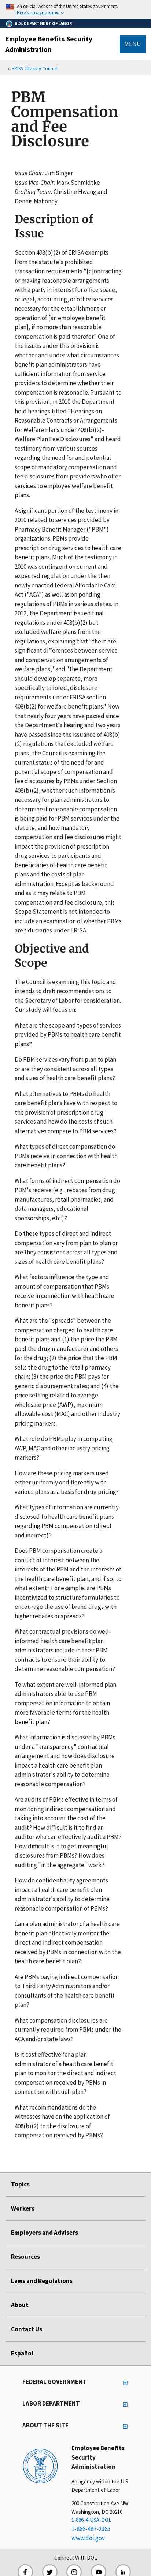 An official website of the United States government.
Here's how you know
U.S. DEPARTMENT OF LABOR
Employee Benefits Security
Administration
MENU
« ERISA Advisory Council
PBM
Compensation
and Fee
Disclosure
Issue Chair: Jim Singer
Issue Vice-Chair: Mark Schmidtke
Drafting Team: Christine Hwang and
Dennis Mahoney
Description of
Issue
Section 408(b)(2) of ERISA exempts
from the statute's prohibited
transaction requirements "[c]ontracting
or making reasonable arrangements
with a party in interest for office space,
or legal, accounting, or other services
necessary for the establishment or
operation of [an employee benefit
plan], if no more than reasonable
compensation is paid therefor." One of
the issues under this provision is
whether and under what circumstances
benefit plan administrators have
sufficient information regarding
compensation paid to service providers
to determine whether compensation
paid to such providers is reasonable.
Pursuant to this provision, in 2010 the
Department held hearings titled "Hearings on
Reasonable Contracts or Arrangements
for Welfare Plans under 408(b)(2)-
Welfare Plan Fee Disclosures" and heard
testimony from various witnesses
regarding the need for and potential
scope of mandated compensation and
fee disclosures by providers who offer
services to employee welfare benefit
plans.
A significant portion of the testimony in
2010 related to services provided by
Pharmacy Benefit Manager ("PBM")
organizations. PBMs provide
prescription drug services to health care
benefit plans. Much of the testimony in
2010 was dependent on current and
expected regulation under the then
newly enacted federal Affordable Care
Act ("ACA") as well as on pending
regulations of PBMs in various states. In
2012, the Department issued final
regulations under 408(b)(2) but
excluded welfare plans from the
regulations, explaining that "there are
significant differences between service
and compensation arrangements of
welfare plans," and "the Department
should develop separate, more
specifically tailored, disclosure
requirements under ERISA section
408(b)(2) for welfare benefit plans." Now
that nearly four years have passed since
the Department's hearing and two years
have passed since the issuance of 408(b)
(2) regulations that excluded welfare
plans, the Council is examining the
current status of the need for and
potential scope of compensation and
fee disclosures by PBMs under Section
408(b)(2), whether such information is
necessary for plan administrators to
determine if reasonable compensation
is being paid for PBM services under the
statute, and how mandatory
compensation and fee disclosures might
impact the provision of prescription
drug services to participants of health
care benefit plans as well as health care
benefit plans and the costs of plan
administration. Except as background
and as it may relate to PBM
compensation and fee disclosure, this
Scope Statement is not intended to
include an examination of whether PBMs
are fiduciaries under ERISA.
Objective and
Scope
The Council is examining this topic and
intends to draft recommendations to
the Secretary of Labor for consideration.
Our study will focus on:
What are the scope and types of services
provided by PBMs to health care benefit
plans?
Do PBM services vary from plan to plan
or are they consistent across all types
and sizes of health care benefit plans?
What alternatives to PBMs do health
care benefit plans have with respect to
the provision of prescription drug
services and how do the costs of such
alternatives compare to PBM services?
What types of direct compensation do
PBMs receive in connection with health
care benefit plans?
What forms of indirect compensation do
PBM's receive (e.g., rebates from drug
manufactures, retail pharmacies, and
data managers, educational
sponsorships, etc.)?
Do these types of direct and indirect
compensation vary from plan to plan or
are they consistent across all types and
sizes of health care benefit plans?
What factors influence the type and
amount of compensation that PBMs
receive in connection with health care
benefit plans?
What are the "spreads" between the
compensation charged to health care
benefit plans and (1) the price the PBM
paid the drug manufacturer and others
for the drug; (2) the price that the PBM
sells the drug to the retail pharmacy
chain; (3) the price the PBM pays for
generic disbursement rates; and (4) the
price setting related to average
wholesale price (AWP), maximum
allowable cost (MAC) and other industry
pricing markers.
What role do PBMs play in computing
AWP, MAC and other industry pricing
markers?
How are these pricing markers used
either uniformly or differently with
various plans as a basis for drug pricing?
What types of information are currently
disclosed to health care benefit plans
regarding PBM compensation (direct
and indirect)?
Does PBM compensation create a
conflict of interest between the
interests of the PBM and the interests of
the health care benefit plan, and if so, to
what extent? For example, are PBMs
incentivized to structure formularies to
encourage the use of brand drugs with
higher rebates or spreads?
What contractual provisions do well-
informed health care benefit plan
administrators include in their PBM
contracts to ensure their ability to
determine reasonable compensation?
To what extent are well-informed plan
administrators able to use PBM
compensation information to obtain
more favorable terms for the health
benefit plan?
What information is disclosed by PBMs
under a "transparency" contractual
arrangement and how does disclosure
impact a health care benefit plan
administrator's ability to determine
reasonable compensation?
Are audits of PBMs effective in terms of
monitoring indirect compensation and
taking into account the cost of the
audit? How difficult is it to find an
auditor who can effectively audit a PBM?
How difficult is it to get meaningful
disclosures from PBMs? How does
auditing "in the aggregate" work?
How do confidentiality agreements
impact a health care benefit plan
administrator's ability to determine
reasonable compensation of PBMs?
Can a plan administrator of a health care
benefit plan effectively monitor the
direct and indirect compensation
received by PBMs in connection with the
health care benefit plan?
Are PBMs paying indirect compensation
to Third Party Administrators and/or
consultants of the health care benefit
plan?
What compensation disclosures are
currently required from PBMs under the
ACA and/or state laws?
Is it cost effective for a plan
administrator of a health care benefit
plan to monitor the direct and indirect
compensation received by PBMs in
connection with such plan?
What recommendations do the
witnesses have on the application of
408(b)(2) to the disclosure of
compensation received by PBMs?
Topics
Workers
Employers and Advisers
Resources
Laws and Regulations
About
Contact Us
Español
FEDERAL GOVERNMENT
LABOR DEPARTMENT
ABOUT THE SITE
Employee Benefits
Security
Administration
An agency within the U.S.
Department of Labor
200 Constitution Ave NW
Washington, DC 20210
1-866-4-USA-DOL
1-866-487-2365
www.dol.gov
Connect With DOL